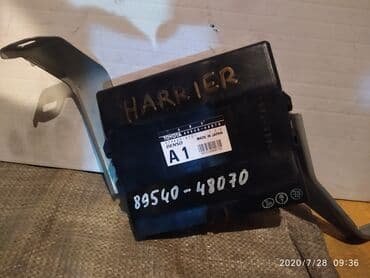 HARRIER
TOYOTA
DENSO MADE IN JAPAN
A1
89540-48070
2020/7/28 09:36